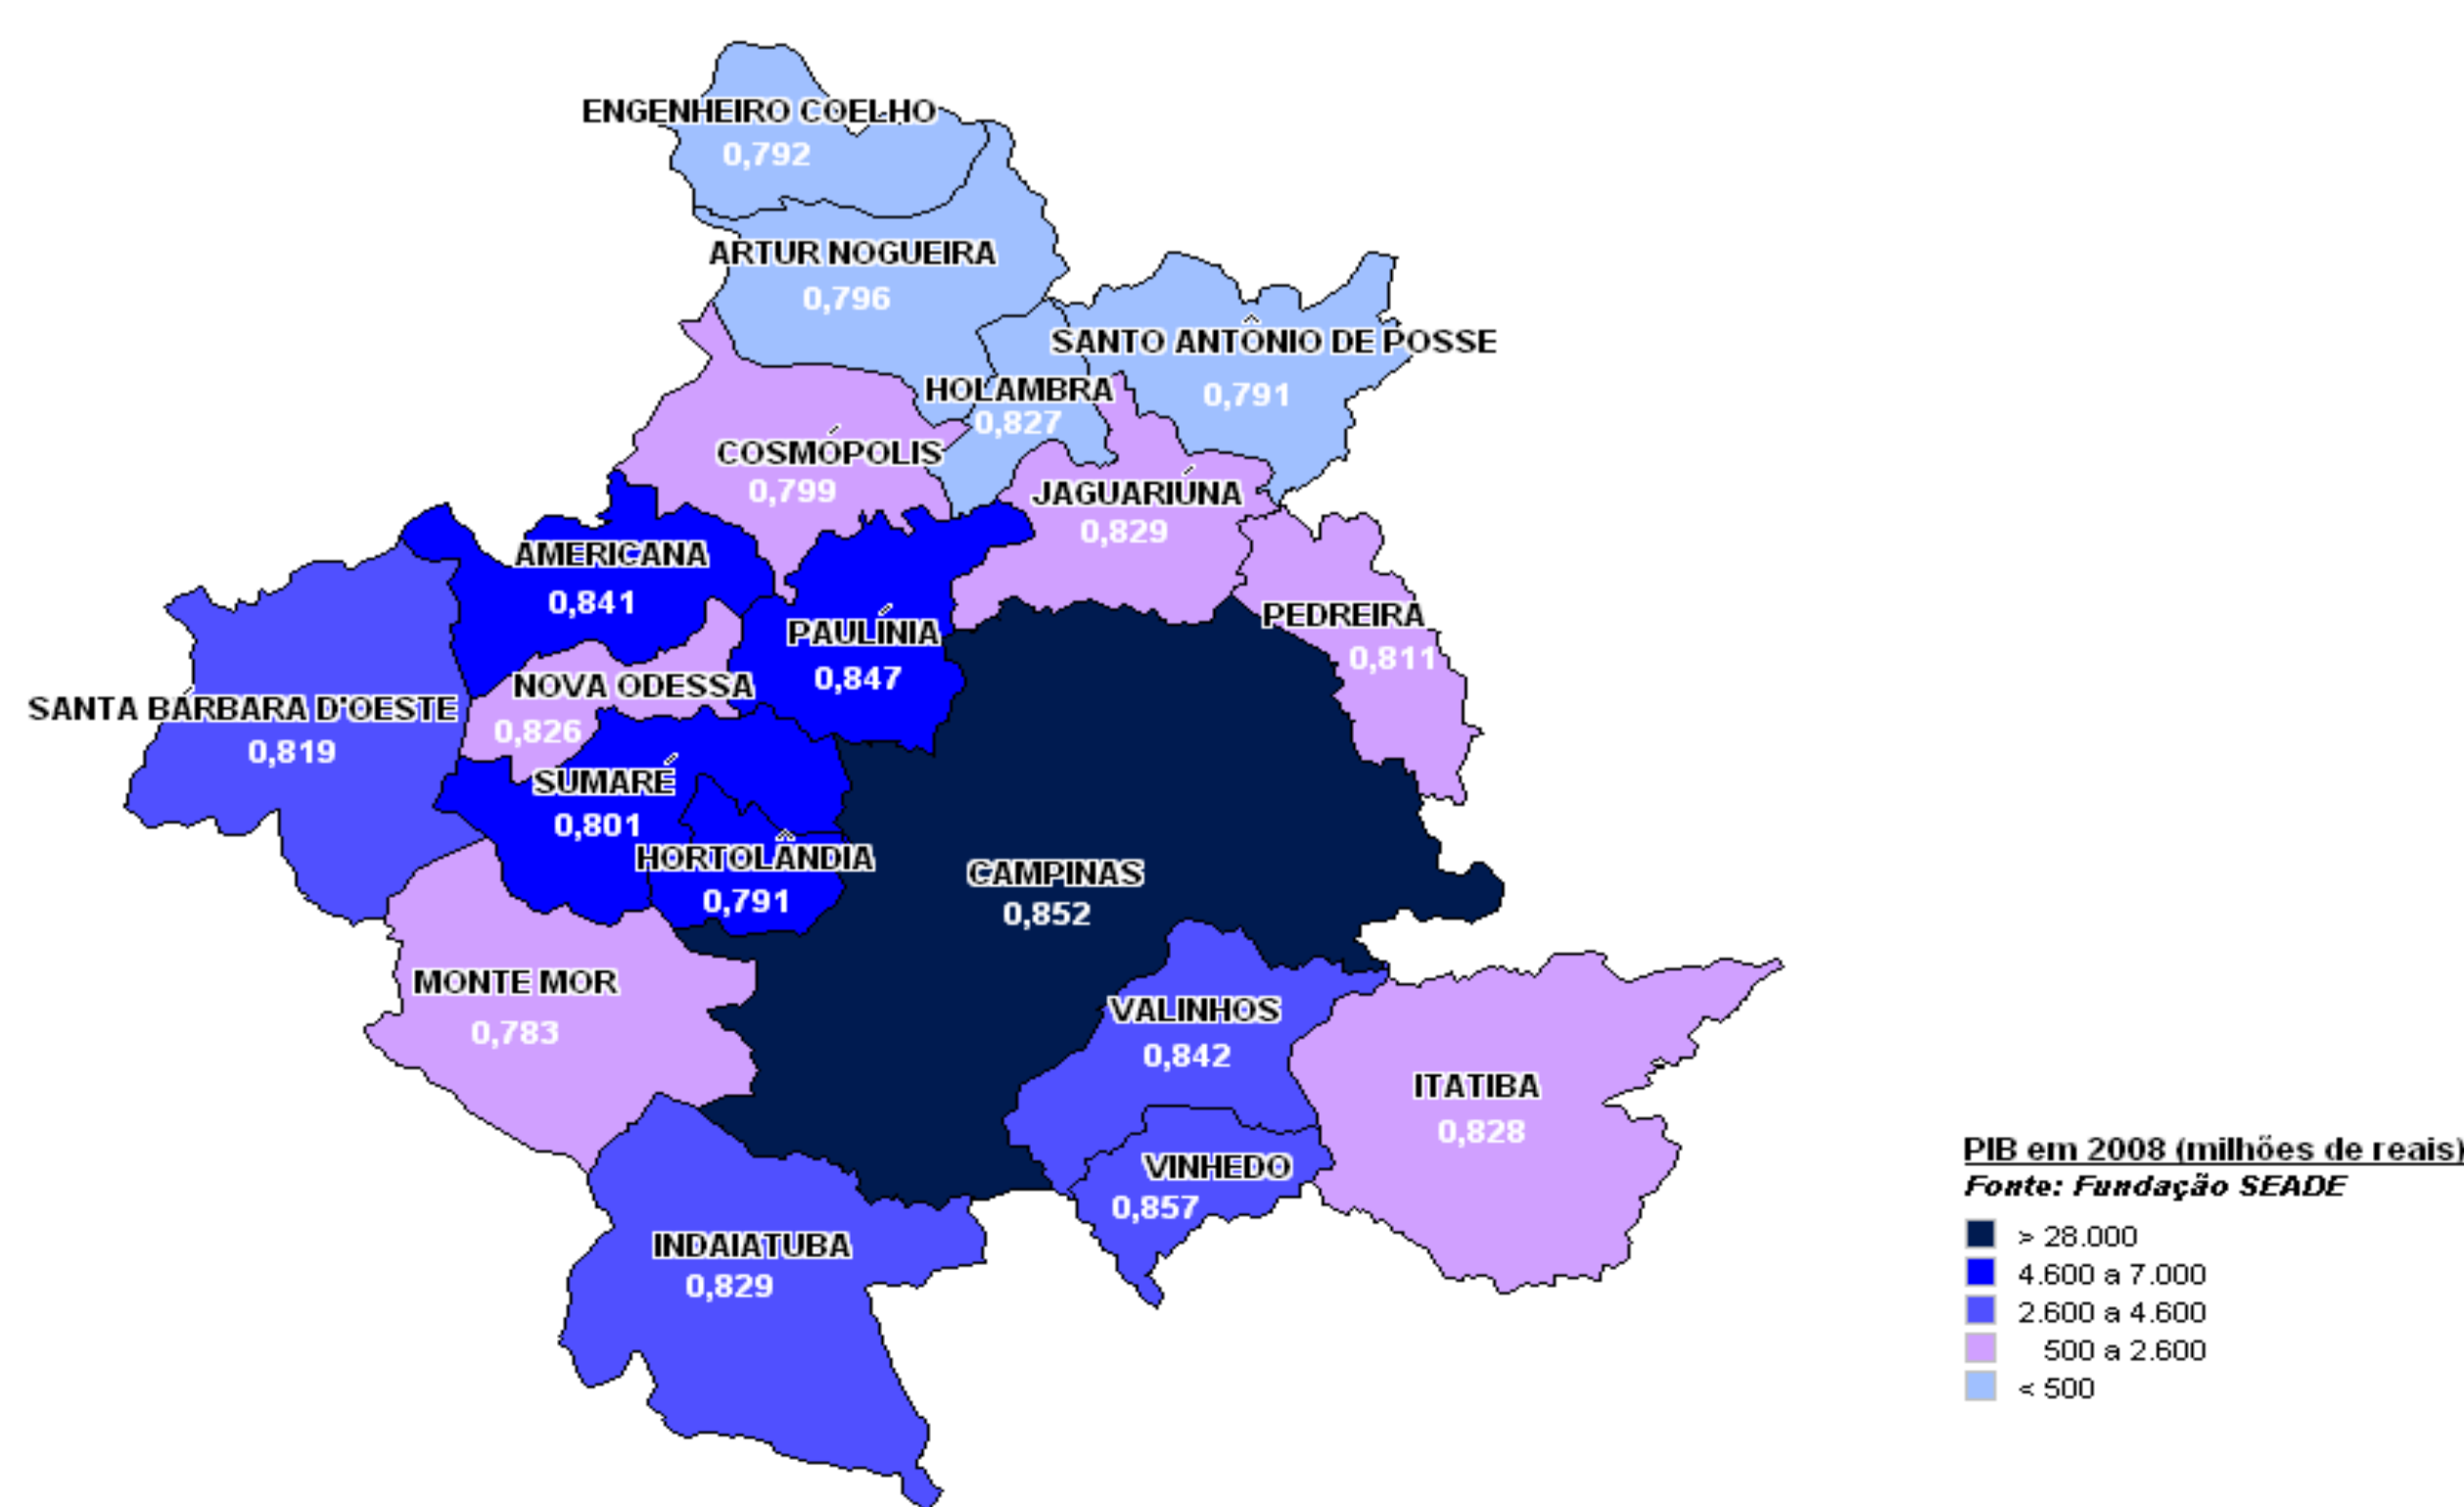 ENGENHEIRO COELHO
0,792
ARTUR NOGUEIRA
0,796
SANTO ANTÔNIO DE POSSE
0,791
HOLAMBRA
0,827
COSMÓPOLIS
0,799
JAGUARIÚNA
0,829
AMERICANA
0,841
PAULÍNIA
0,847
PEDREIRA
0,811
NOVA ODESSA
0,826
SANTA BÁRBARA D'OESTE
0,819
SUMARÉ
0,801
HORTOLÂNDIA
0,791
CAMPINAS
0,852
MONTE MOR
0,783
VALINHOS
0,842
ITATIBA
0,828
VINHEDO
0,857
INDAIATUBA
0,829
PIB em 2008 (milhões de reais)
Fonte: Fundação SEADE
> 28.000
4.600 a 7.000
2.600 a 4.600
500 a 2.600
< 500